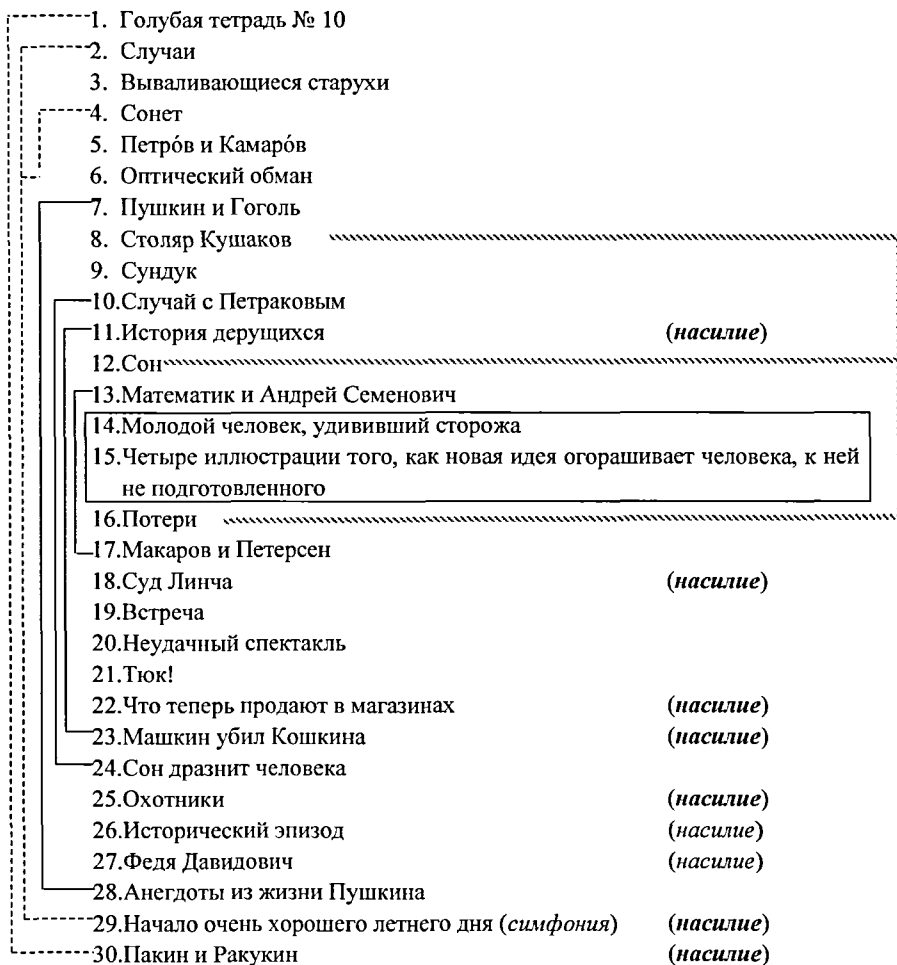 1. Голубая тетрадь № 10
2. Случаи
3. Вываливающиеся старухи
4. Сонет
5. Петро́в и Камаро́в
6. Оптический обман
7. Пушкин и Гоголь
8. Столяр Кушаков
9. Сундук
10.Случай с Петраковым
11.История дерущихся (насилие)
12.Сон
13.Математик и Андрей Семенович
14.Молодой человек, удививший сторожа
15.Четыре иллюстрации того, как новая идея огорашивает человека, к ней
не подготовленного
16.Потери
17.Макаров и Петерсен
18.Суд Линча (насилие)
19.Встреча
20.Неудачный спектакль
21.Тюк!
22.Что теперь продают в магазинах (насилие)
23.Машкин убил Кошкина (насилие)
24.Сон дразнит человека
25.Охотники (насилие)
26.Исторический эпизод (насилие)
27.Федя Давидович (насилие)
28.Анегдоты из жизни Пушкина
29.Начало очень хорошего летнего дня (симфония) (насилие)
30.Пакин и Ракукин (насилие)